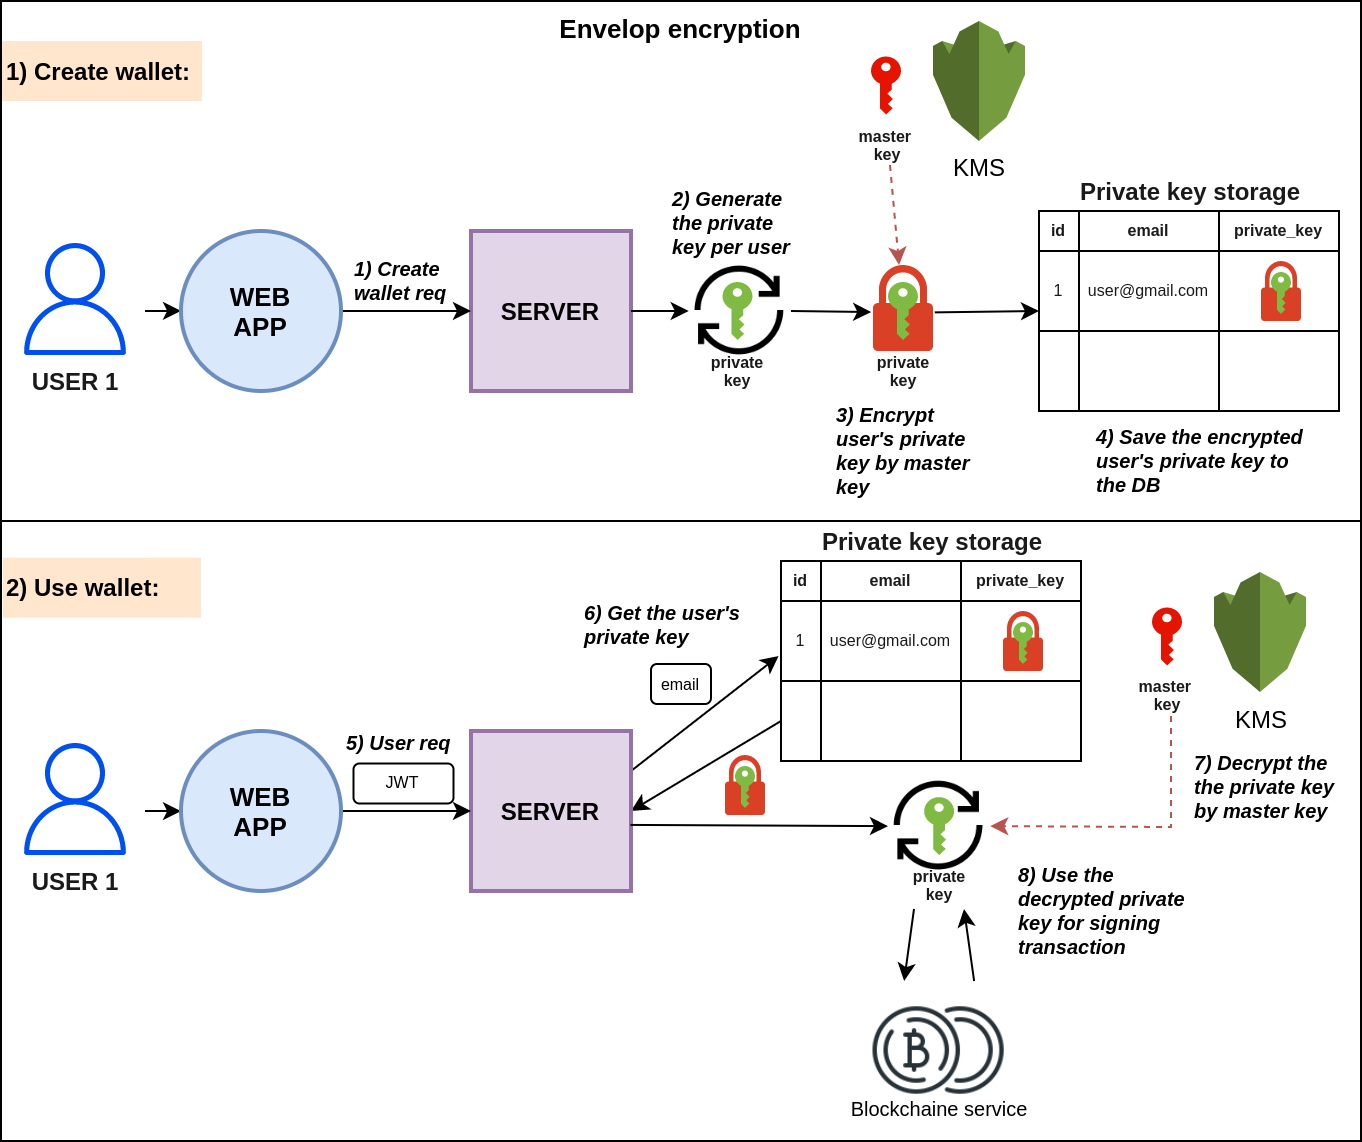 Envelop encryption
1) Create wallet:
master
key
KMS
2) Generate
the private
key per user
Private key storage
id email private_key
1 user@gmail.com
1) Create
wallet req
WEB
APP
SERVER
USER 1
private
key
private
key
3) Encrypt
user's private
key by master
key
4) Save the encrypted
user's private key to
the DB
2) Use wallet:
Private key storage
id email private_key
1 user@gmail.com
6) Get the user's
private key
email
master
key
KMS
5) User req
JWT
7) Decrypt the
the private key
by master key
WEB
APP
SERVER
USER 1
private
key
8) Use the
decrypted private
key for signing
transaction
Blockchaine service